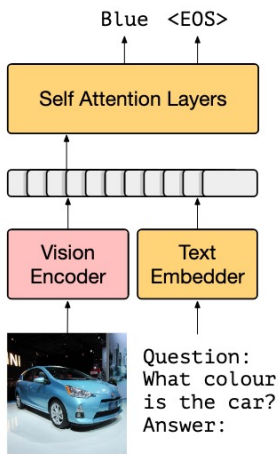 Blue <EOS>
Self Attention Layers
Vision
Encoder
Text
Embedder
Question:
What colour
is the car?
Answer: